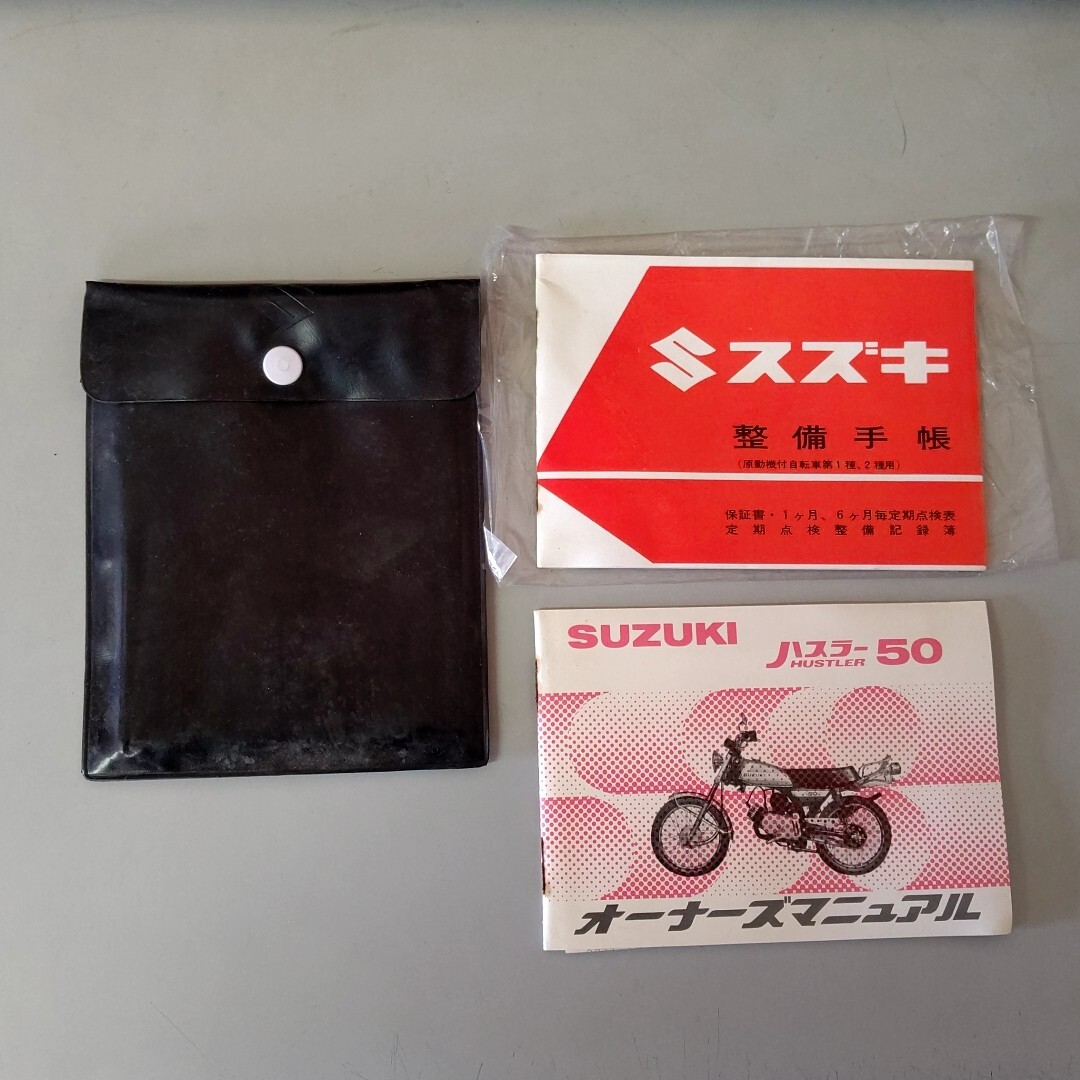 スズキ
整備手帳
(原動機付自転車第1種、2種用)
保証書・1ヶ月、6ヶ月毎定期点検表
定期点検整備記録簿
SUZUKI
ハスラー 50
HUSTLER
SUZUKI
50
オーナーズマニュアル